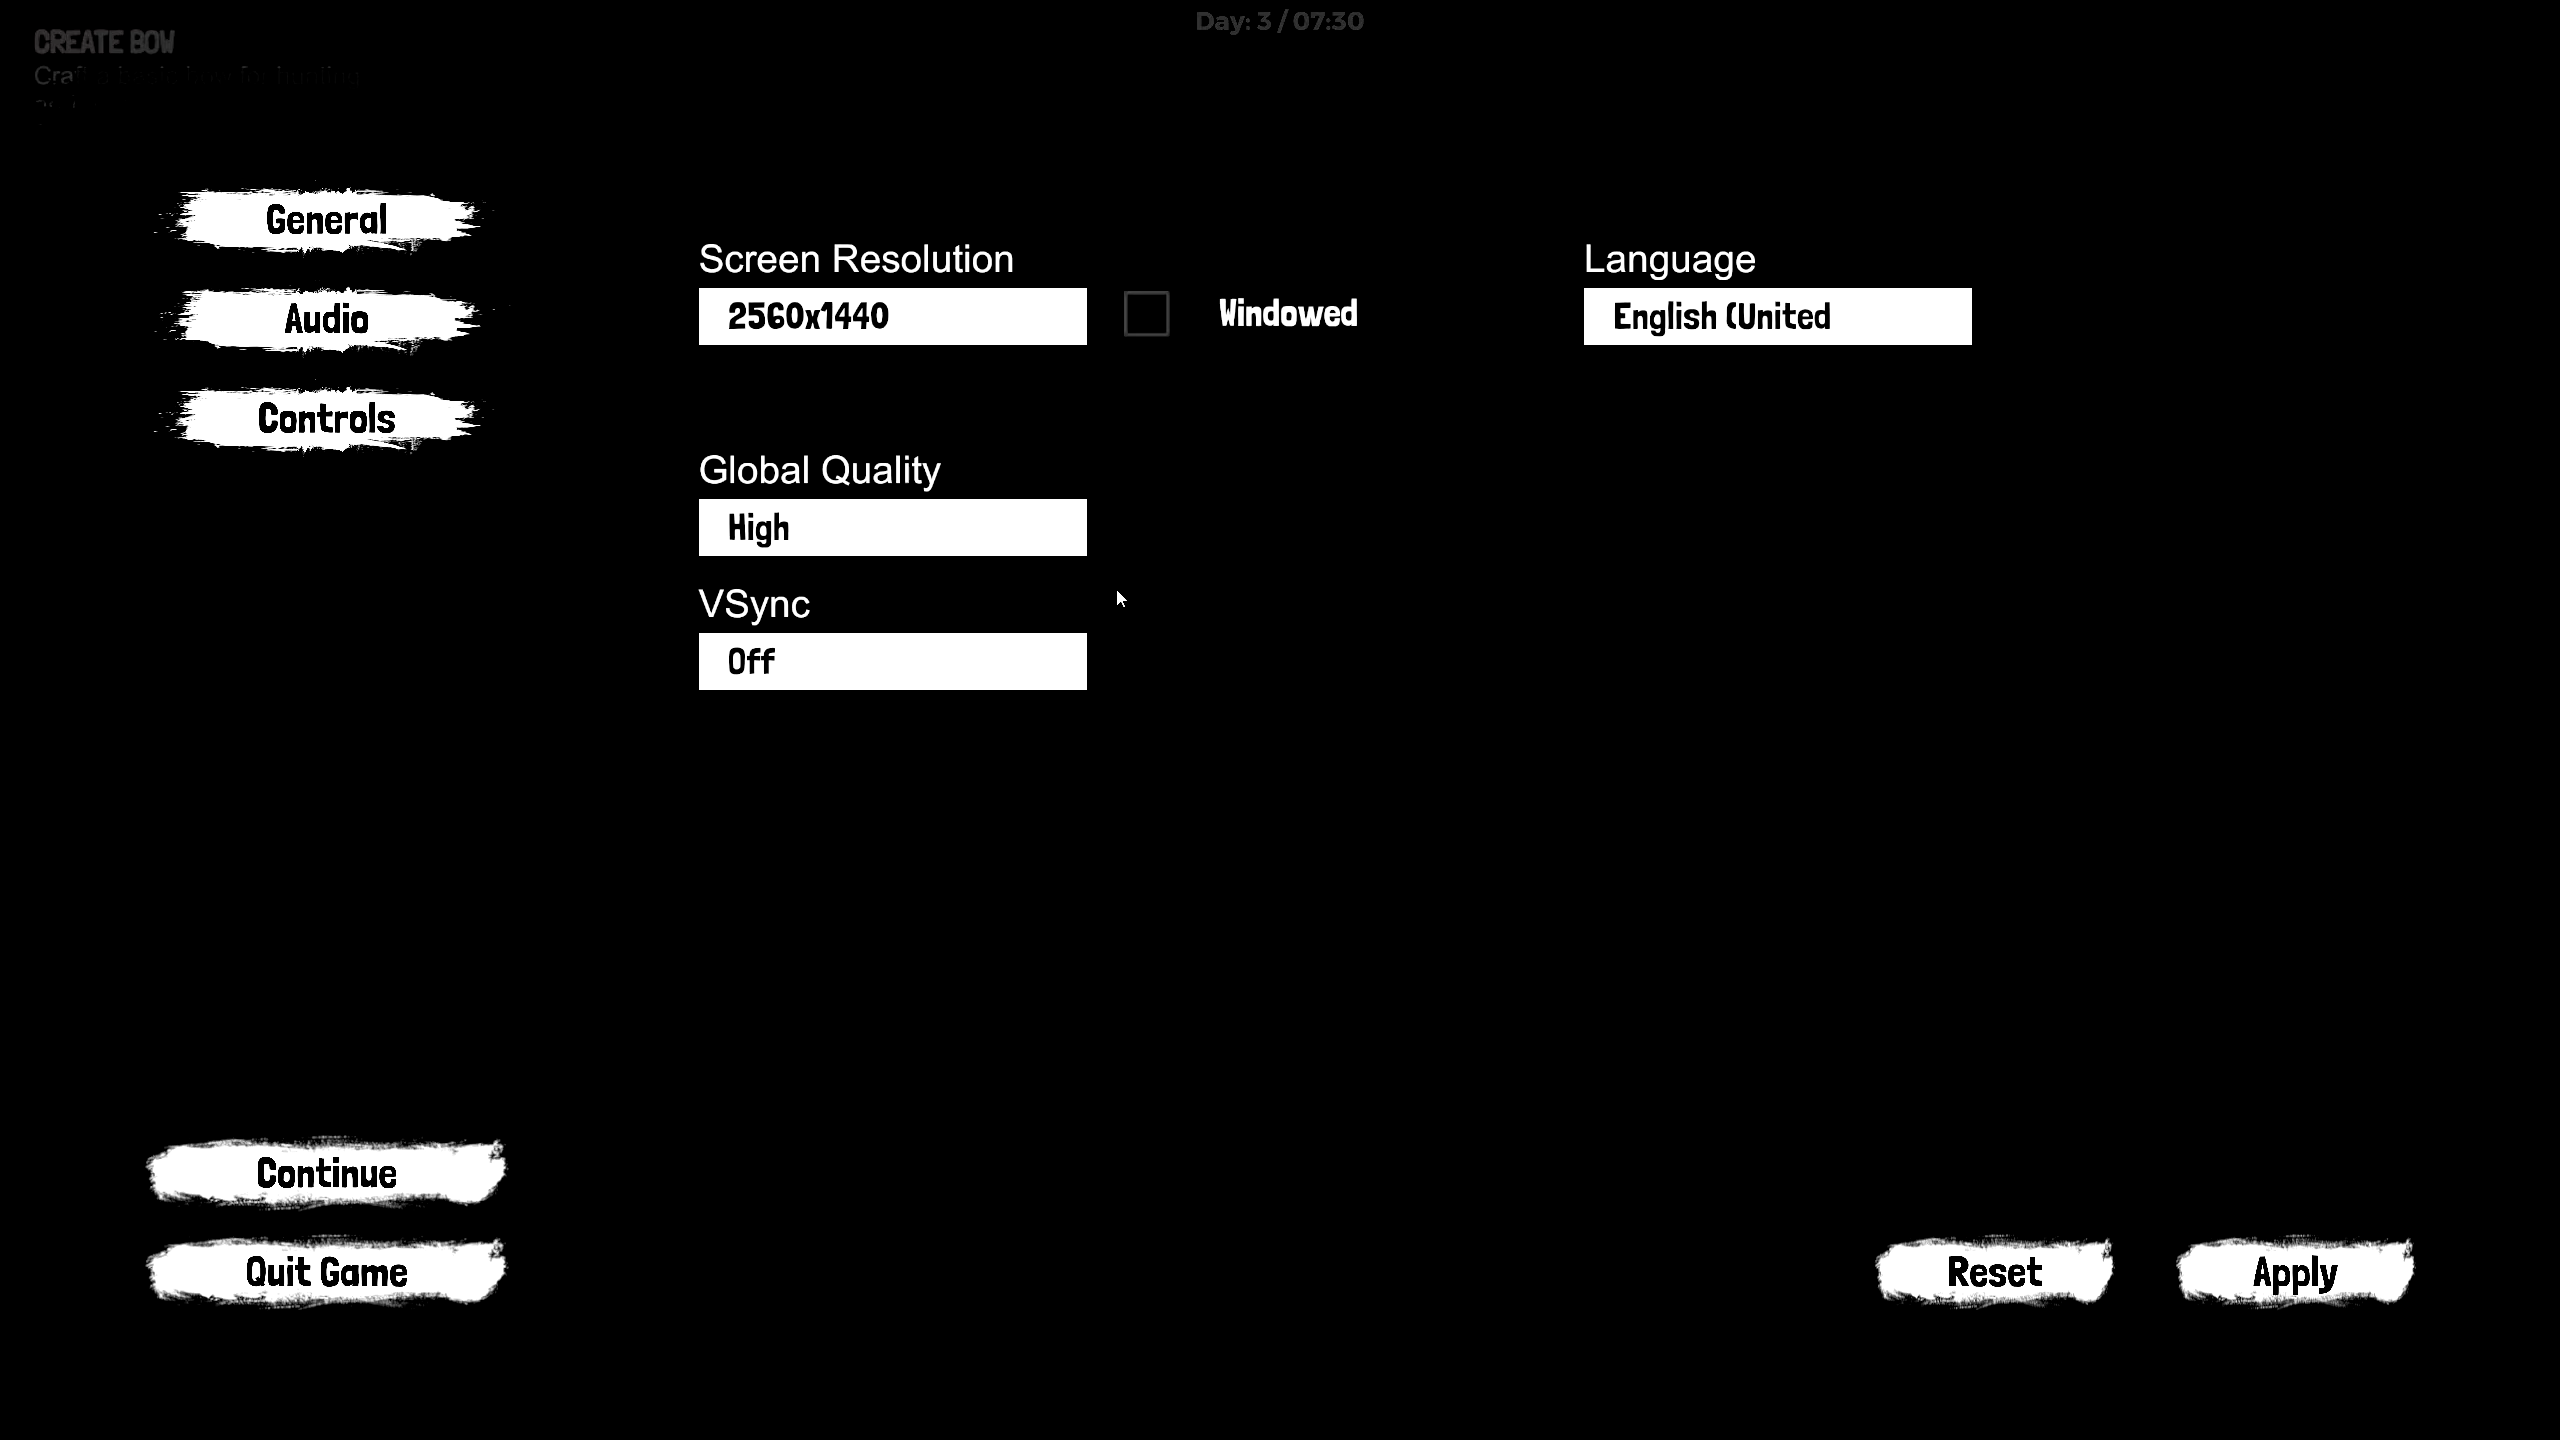 Day: 3 / 07:30
CREATE BOW
General
Audio
Controls
Screen Resolution
2560x1440
Windowed
Language
English (United
Global Quality
High
VSync
Off
Continue
Quit Game
Reset
Apply